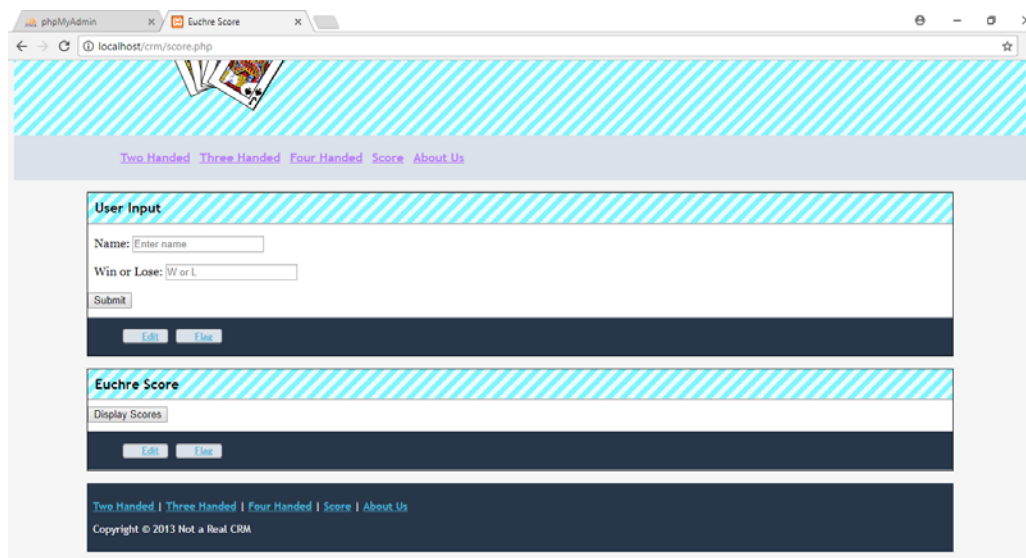 phpMyAdmin
Euchre Score
localhost/crm/score.php
Two Handed Three Handed Four Handed Score About Us
User Input
Name: Enter name
Win or Lose: W or L
Submit
Edit Flag
Euchre Score
Display Scores
Edit Flag
Two Handed | Three Handed | Four Handed | Score | About Us
Copyright © 2013 Not a Real CRM